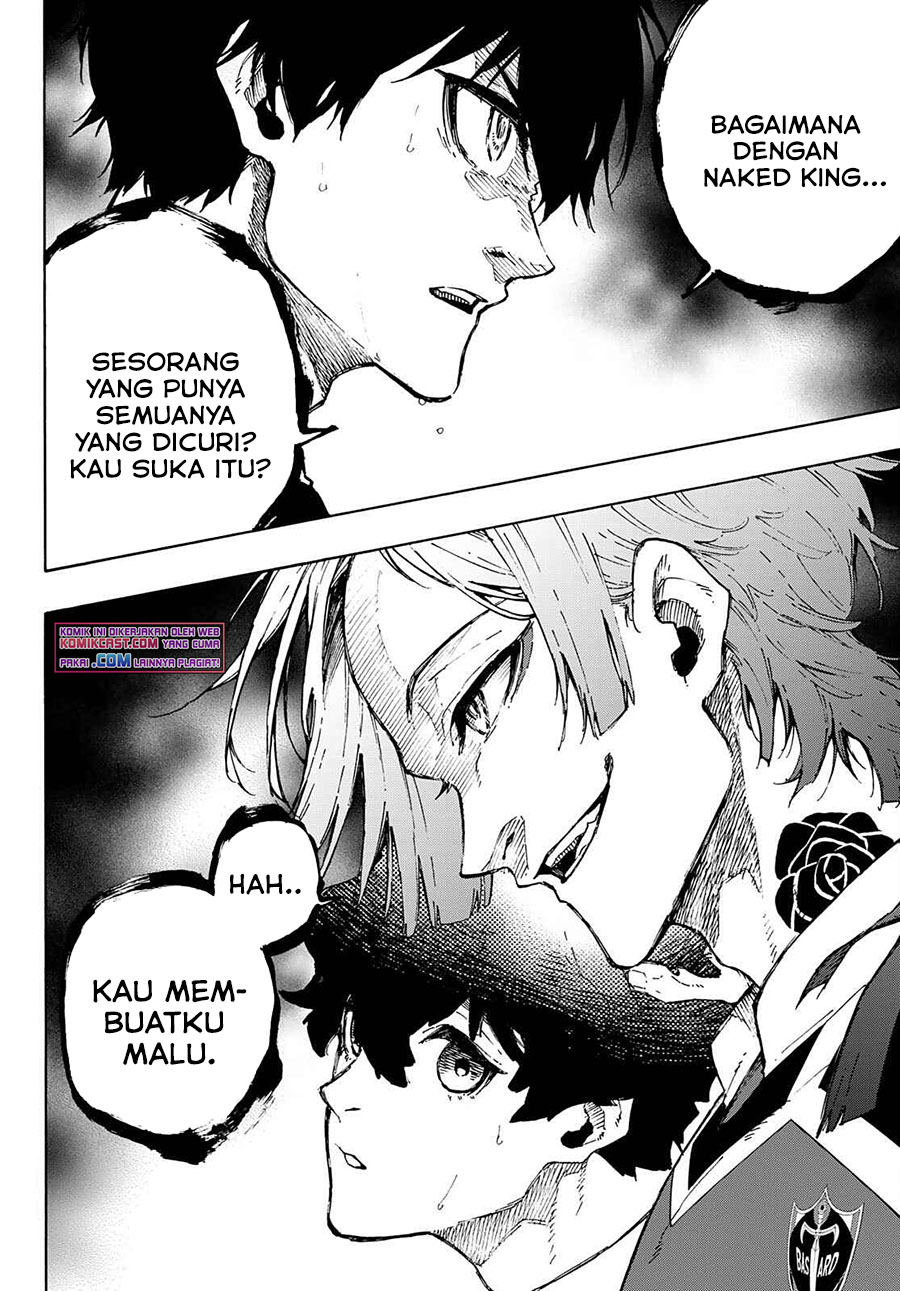 BAGAIMANA
DENGAN
NAKED KING...
SESORANG
YANG PUNYA
SEMUANYA
YANG DICURI?
KAU SUKA ITU?
KOMIK INI DIKERJAKAN OLEH WEB
KOMIKCAST.COM YANG CUMA
PAKAI .COM LAINNYA PLAGIAT!
HAH..
KAU MEM-
BUATKU
MALU.
BASTARD